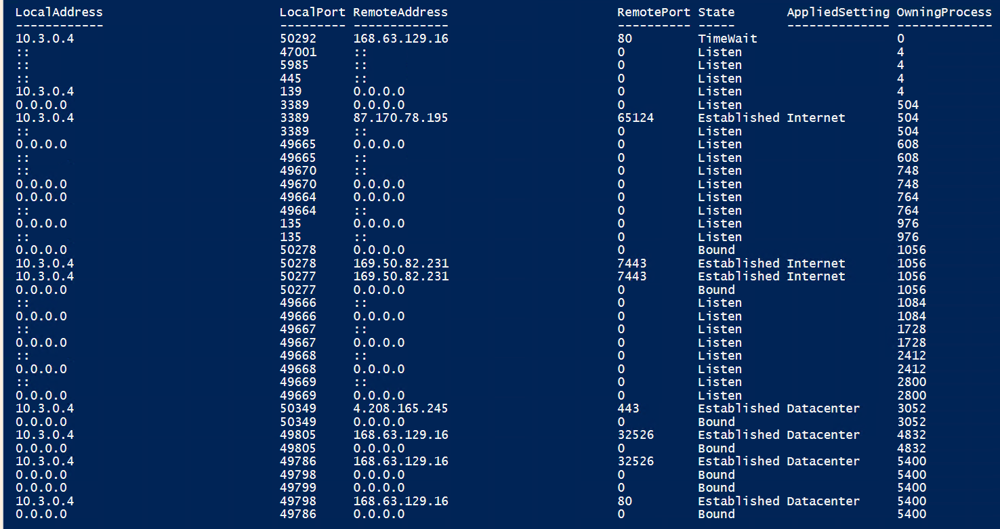 LocalAddress LocalPort RemoteAddress RemotePort State AppliedSetting OwningProcess
------------ --------- ------------- ---------- ----- -------------- -------------
10.3.0.4 50292 168.63.129.16 80 TimeWait 0
:: 47001 :: 0 Listen 4
:: 5985 :: 0 Listen 4
:: 445 :: 0 Listen 4
10.3.0.4 139 0.0.0.0 0 Listen 4
0.0.0.0 3389 0.0.0.0 0 Listen 504
10.3.0.4 3389 87.170.78.195 65124 Established Internet 504
:: 3389 :: 0 Listen 504
0.0.0.0 49665 0.0.0.0 0 Listen 608
:: 49665 :: 0 Listen 608
:: 49670 :: 0 Listen 748
0.0.0.0 49670 0.0.0.0 0 Listen 748
0.0.0.0 49664 0.0.0.0 0 Listen 764
:: 49664 :: 0 Listen 764
0.0.0.0 135 0.0.0.0 0 Listen 976
:: 135 :: 0 Listen 976
0.0.0.0 50278 0.0.0.0 0 Bound 1056
10.3.0.4 50278 169.50.82.231 7443 Established Internet 1056
10.3.0.4 50277 169.50.82.231 7443 Established Internet 1056
0.0.0.0 50277 0.0.0.0 0 Bound 1056
:: 49666 :: 0 Listen 1084
0.0.0.0 49666 0.0.0.0 0 Listen 1084
:: 49667 :: 0 Listen 1728
0.0.0.0 49667 0.0.0.0 0 Listen 1728
:: 49668 :: 0 Listen 2412
0.0.0.0 49668 0.0.0.0 0 Listen 2412
:: 49669 :: 0 Listen 2800
0.0.0.0 49669 0.0.0.0 0 Listen 2800
10.3.0.4 50349 4.208.165.245 443 Established Datacenter 3052
0.0.0.0 50349 0.0.0.0 0 Bound 3052
10.3.0.4 49805 168.63.129.16 32526 Established Datacenter 4832
0.0.0.0 49805 0.0.0.0 0 Bound 4832
10.3.0.4 49786 168.63.129.16 32526 Established Datacenter 5400
0.0.0.0 49798 0.0.0.0 0 Bound 5400
0.0.0.0 49799 0.0.0.0 0 Bound 5400
10.3.0.4 49798 168.63.129.16 80 Established Datacenter 5400
0.0.0.0 49786 0.0.0.0 0 Bound 5400